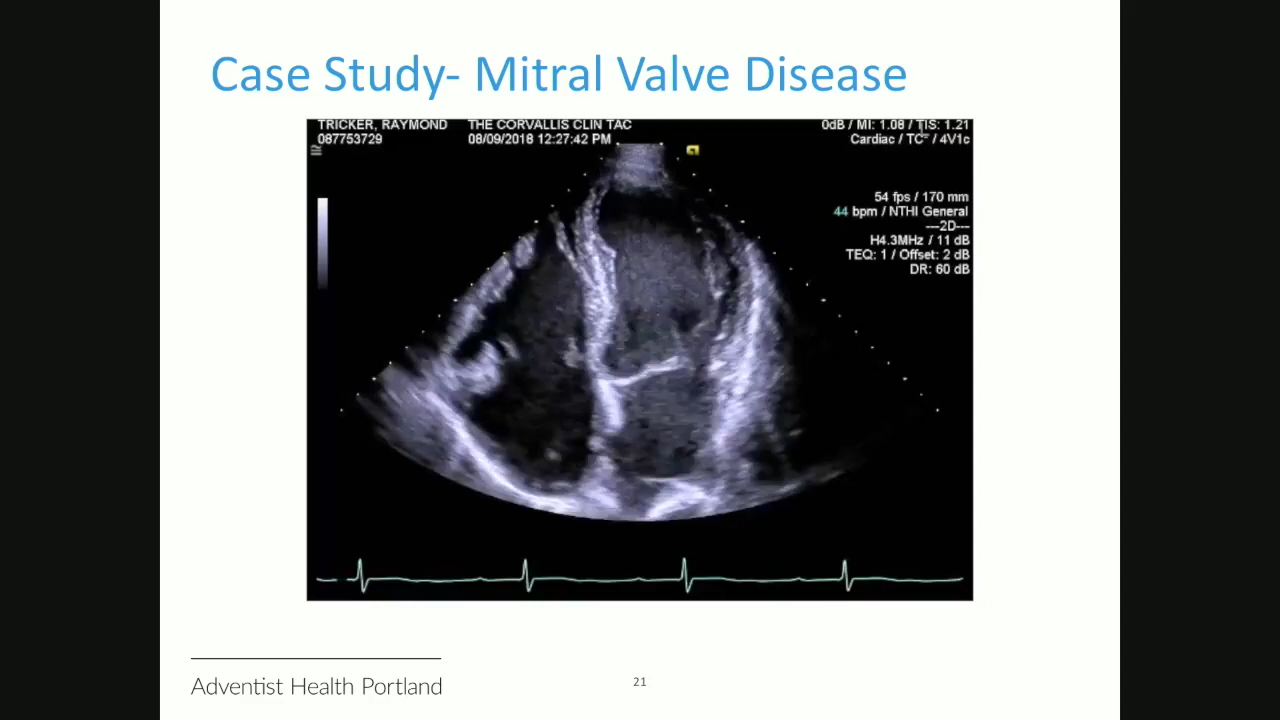 Case Study- Mitral Valve Disease
TRICKER, RAYMOND THE CORVALLIS CLIN TAC 0dB / MI: 1.08 / TIS: 1.21
087753729 08/09/2018 12:27:42 PM Cardiac / TC / 4V1c
54 fps / 170 mm
44 bpm / NTHI General
---2D---
H4.3MHz / 11 dB
TEQ: 1 / Offset: 2 dB
DR: 60 dB
Adventist Health Portland
21